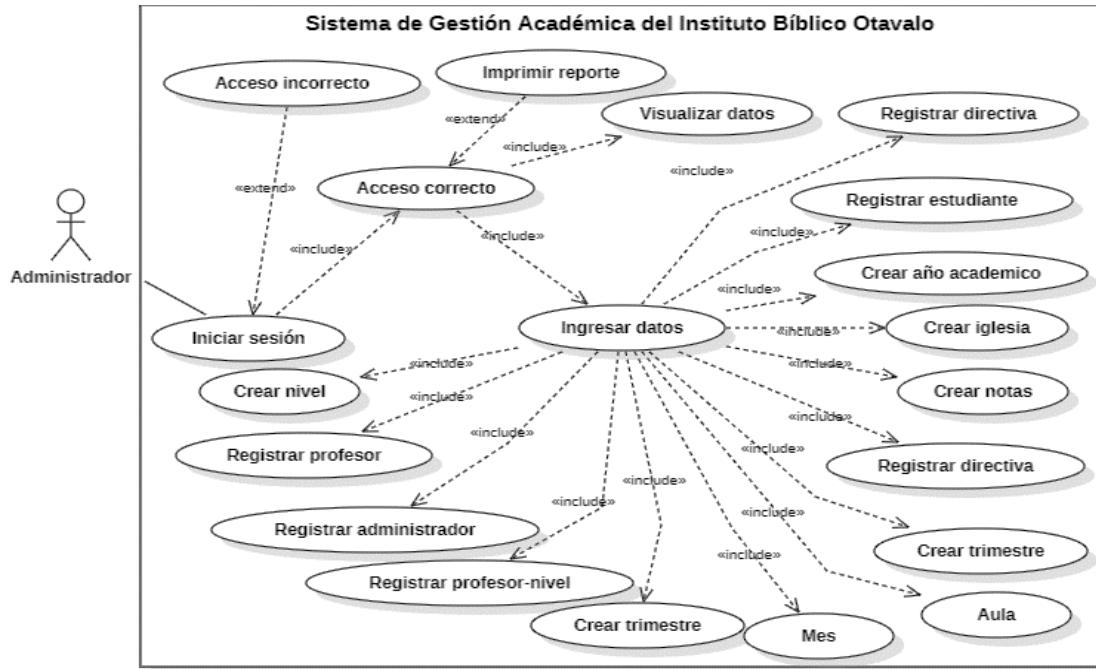 Sistema de Gestión Académica del Instituto Bíblico Otavalo
Acceso incorrecto
Imprimir reporte
Visualizar datos
Registrar directiva
«extend»
«include»
«include»
Acceso correcto
«extend»
Registrar estudiante
«include»
«include»
Administrador
«include»
Crear año academico
«include»
Iniciar sesión
Ingresar datos
«include»
Crear iglesia
«include»
Crear nivel
«include»
«include»
Crear notas
Registrar profesor
«include»
«include»
Registrar directiva
«include»
«include»
«include»
Registrar administrador
«include»
Crear trimestre
«include»
Registrar profesor-nivel
Crear trimestre
Mes
Aula